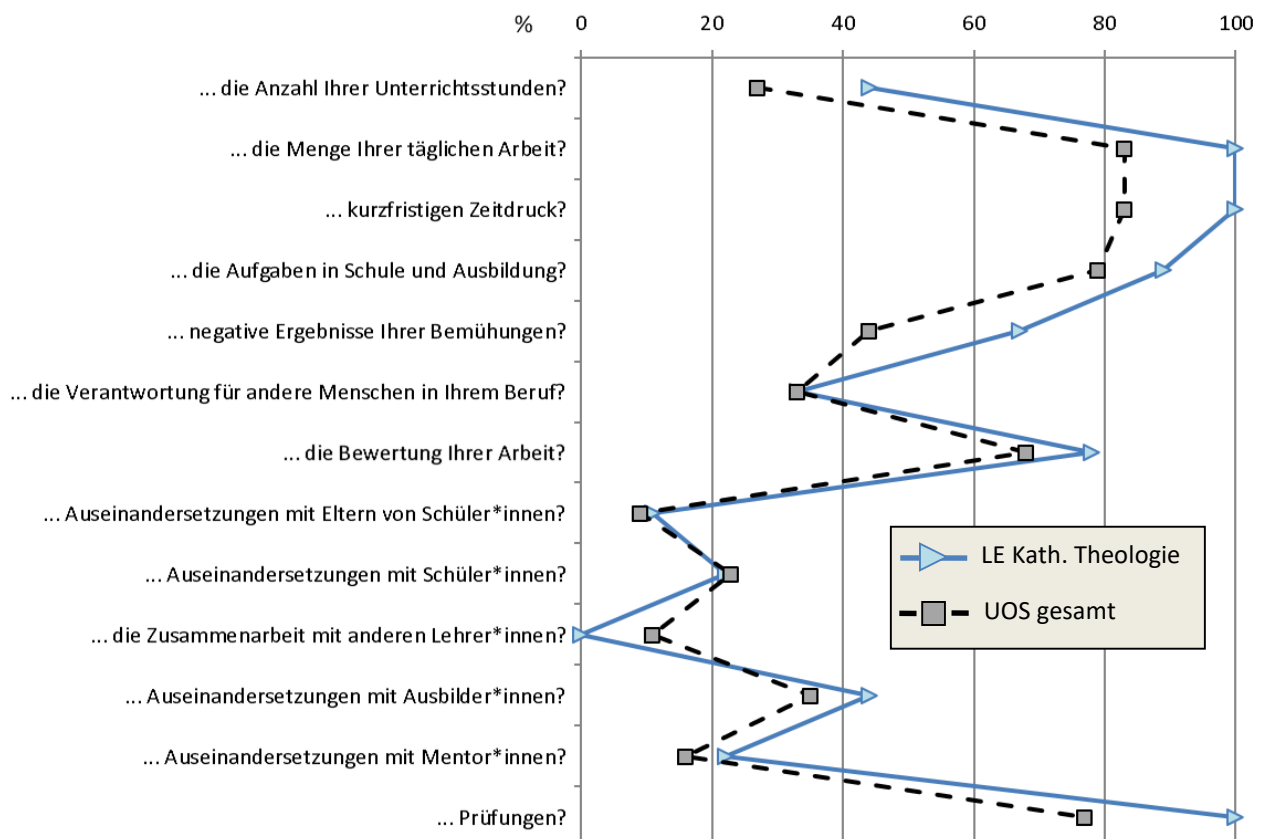 % 0 20 40 60 80 100
... die Anzahl Ihrer Unterrichtsstunden?
... die Menge Ihrer täglichen Arbeit?
... kurzfristigen Zeitdruck?
... die Aufgaben in Schule und Ausbildung?
... negative Ergebnisse Ihrer Bemühungen?
... die Verantwortung für andere Menschen in Ihrem Beruf?
... die Bewertung Ihrer Arbeit?
... Auseinandersetzungen mit Eltern von Schüler*innen?
... Auseinandersetzungen mit Schüler*innen?
... die Zusammenarbeit mit anderen Lehrer*innen?
... Auseinandersetzungen mit Ausbilder*innen?
... Auseinandersetzungen mit Mentor*innen?
... Prüfungen?
LE Kath. Theologie
UOS gesamt